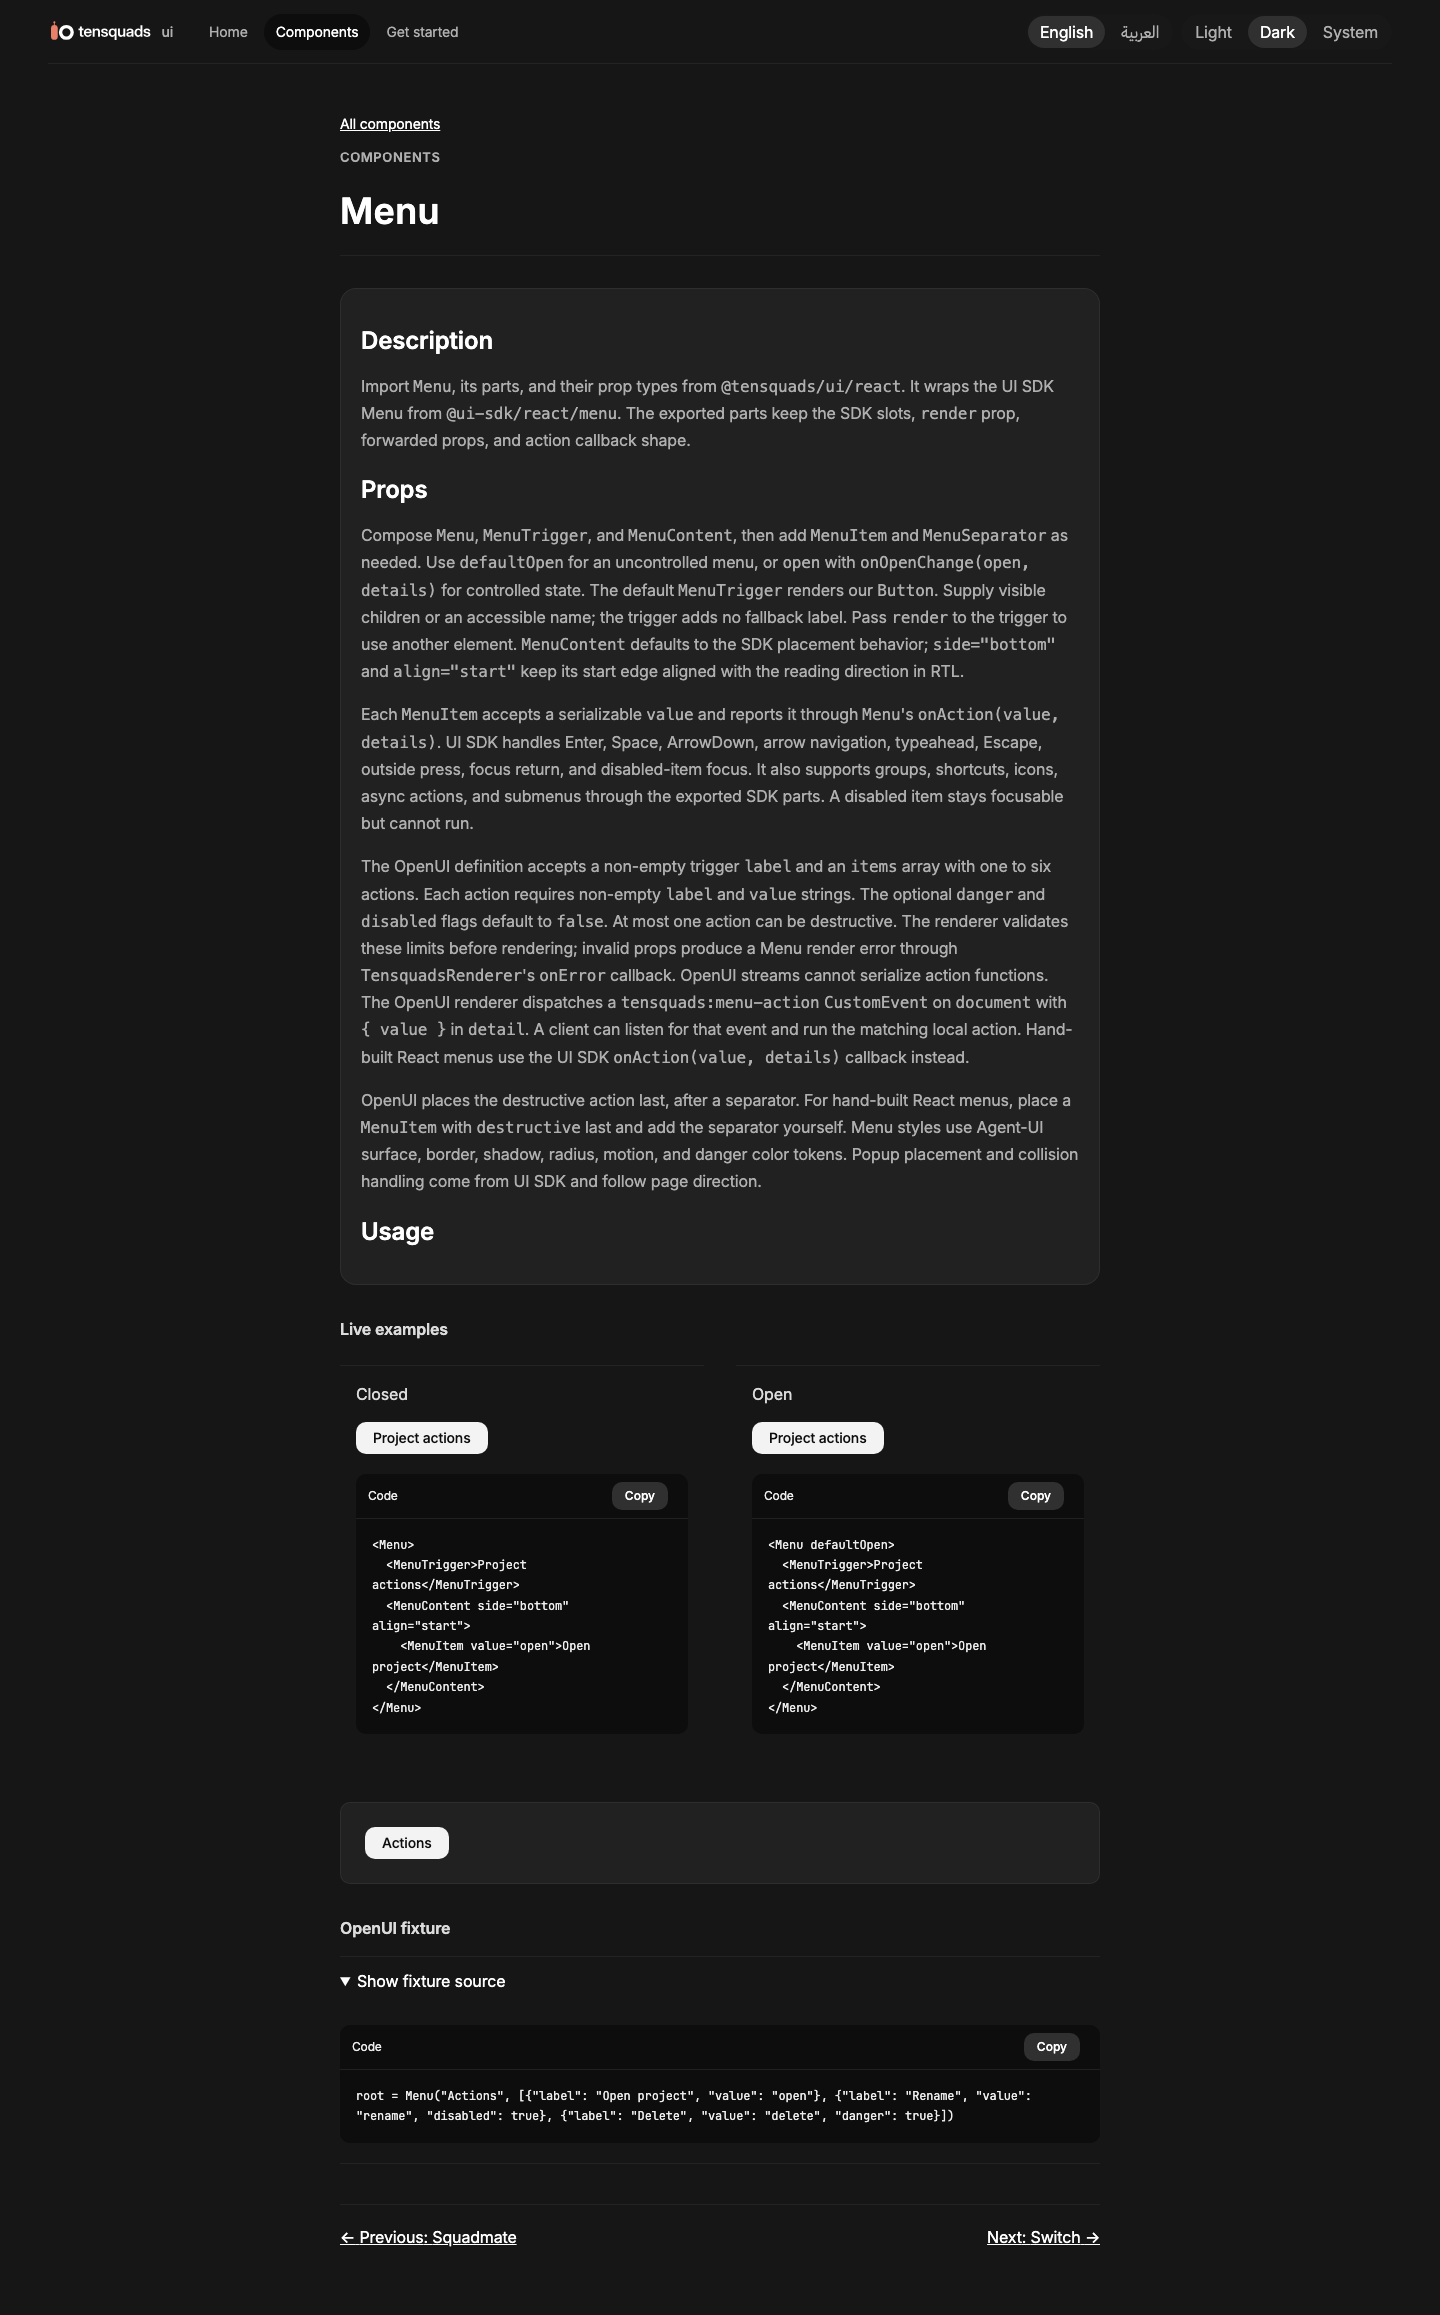 tensquads ui
Home
Components
Get started
English
العربية
Light
Dark
System
All components
COMPONENTS
Menu
Description
Import Menu, its parts, and their prop types from @tensquads/ui/react. It wraps the UI SDK
Menu from @ui-sdk/react/menu. The exported parts keep the SDK slots, render prop,
forwarded props, and action callback shape.
Props
Compose Menu, MenuTrigger, and MenuContent, then add MenuItem and MenuSeparator as
needed. Use defaultOpen for an uncontrolled menu, or open with onOpenChange(open,
details) for controlled state. The default MenuTrigger renders our Button. Supply visible
children or an accessible name; the trigger adds no fallback label. Pass render to the trigger to
use another element. MenuContent defaults to the SDK placement behavior; side="bottom"
and align="start" keep its start edge aligned with the reading direction in RTL.
Each MenuItem accepts a serializable value and reports it through Menu's onAction(value,
details). UI SDK handles Enter, Space, ArrowDown, arrow navigation, typeahead, Escape,
outside press, focus return, and disabled-item focus. It also supports groups, shortcuts, icons,
async actions, and submenus through the exported SDK parts. A disabled item stays focusable
but cannot run.
The OpenUI definition accepts a non-empty trigger label and an items array with one to six
actions. Each action requires non-empty label and value strings. The optional danger and
disabled flags default to false. At most one action can be destructive. The renderer validates
these limits before rendering; invalid props produce a Menu render error through
TensquadsRenderer's onError callback. OpenUI streams cannot serialize action functions.
The OpenUI renderer dispatches a tensquads:menu-action CustomEvent on document with
{ value } in detail. A client can listen for that event and run the matching local action. Hand-
built React menus use the UI SDK onAction(value, details) callback instead.
OpenUI places the destructive action last, after a separator. For hand-built React menus, place a
MenuItem with destructive last and add the separator yourself. Menu styles use Agent-UI
surface, border, shadow, radius, motion, and danger color tokens. Popup placement and collision
handling come from UI SDK and follow page direction.
Usage
Live examples
Closed
Project actions
Code
Copy
<Menu>
  <MenuTrigger>Project
actions</MenuTrigger>
  <MenuContent side="bottom"
align="start">
    <MenuItem value="open">Open
project</MenuItem>
  </MenuContent>
</Menu>
Open
Project actions
Code
Copy
<Menu defaultOpen>
  <MenuTrigger>Project
actions</MenuTrigger>
  <MenuContent side="bottom"
align="start">
    <MenuItem value="open">Open
project</MenuItem>
  </MenuContent>
</Menu>
Actions
OpenUI fixture
▼ Show fixture source
Code
Copy
root = Menu("Actions", [{"label": "Open project", "value": "open"}, {"label": "Rename", "value":
"rename", "disabled": true}, {"label": "Delete", "value": "delete", "danger": true}])
← Previous: Squadmate
Next: Switch →